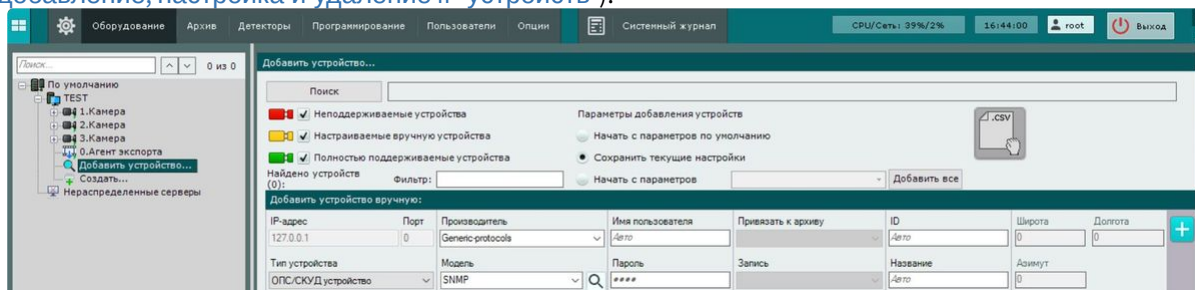 добавление, настройка и удаление IP-устройств").
Оборудование Архив Детекторы Программирование Пользователи Опции Системный журнал CPU/Сеть: 39%/2% 16:44:00 root Выход
Поиск... 0 из 0 Добавить устройство...
По умолчанию
TEST
1.Камера
2.Камера
3.Камера
0.Агент экспорта
Добавить устройство...
Создать...
Нераспределенные серверы
Поиск
Неподдерживаемые устройства Параметры добавления устройств .CSV
Настраиваемые вручную устройства Начать с параметров по умолчанию
Полностью поддерживаемые устройства Сохранить текущие настройки
Найдено устройств
(0): Фильтр: Начать с параметров Добавить все
Добавить устройство вручную:
IP-адрес Порт Производитель Имя пользователя Привязать к архиву ID Широта Долгота
127.0.0.1 0 Generic-protocols Авто Авто 0 0
Тип устройства Модель Пароль Запись Название Азимут
ОПС/СКУД устройство SNMP **** Авто 0